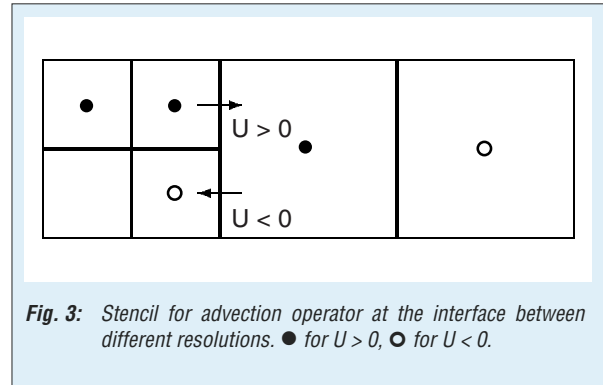 U > 0
U < 0
Fig. 3: Stencil for advection operator at the interface between
different resolutions. ● for U > 0, O for U < 0.